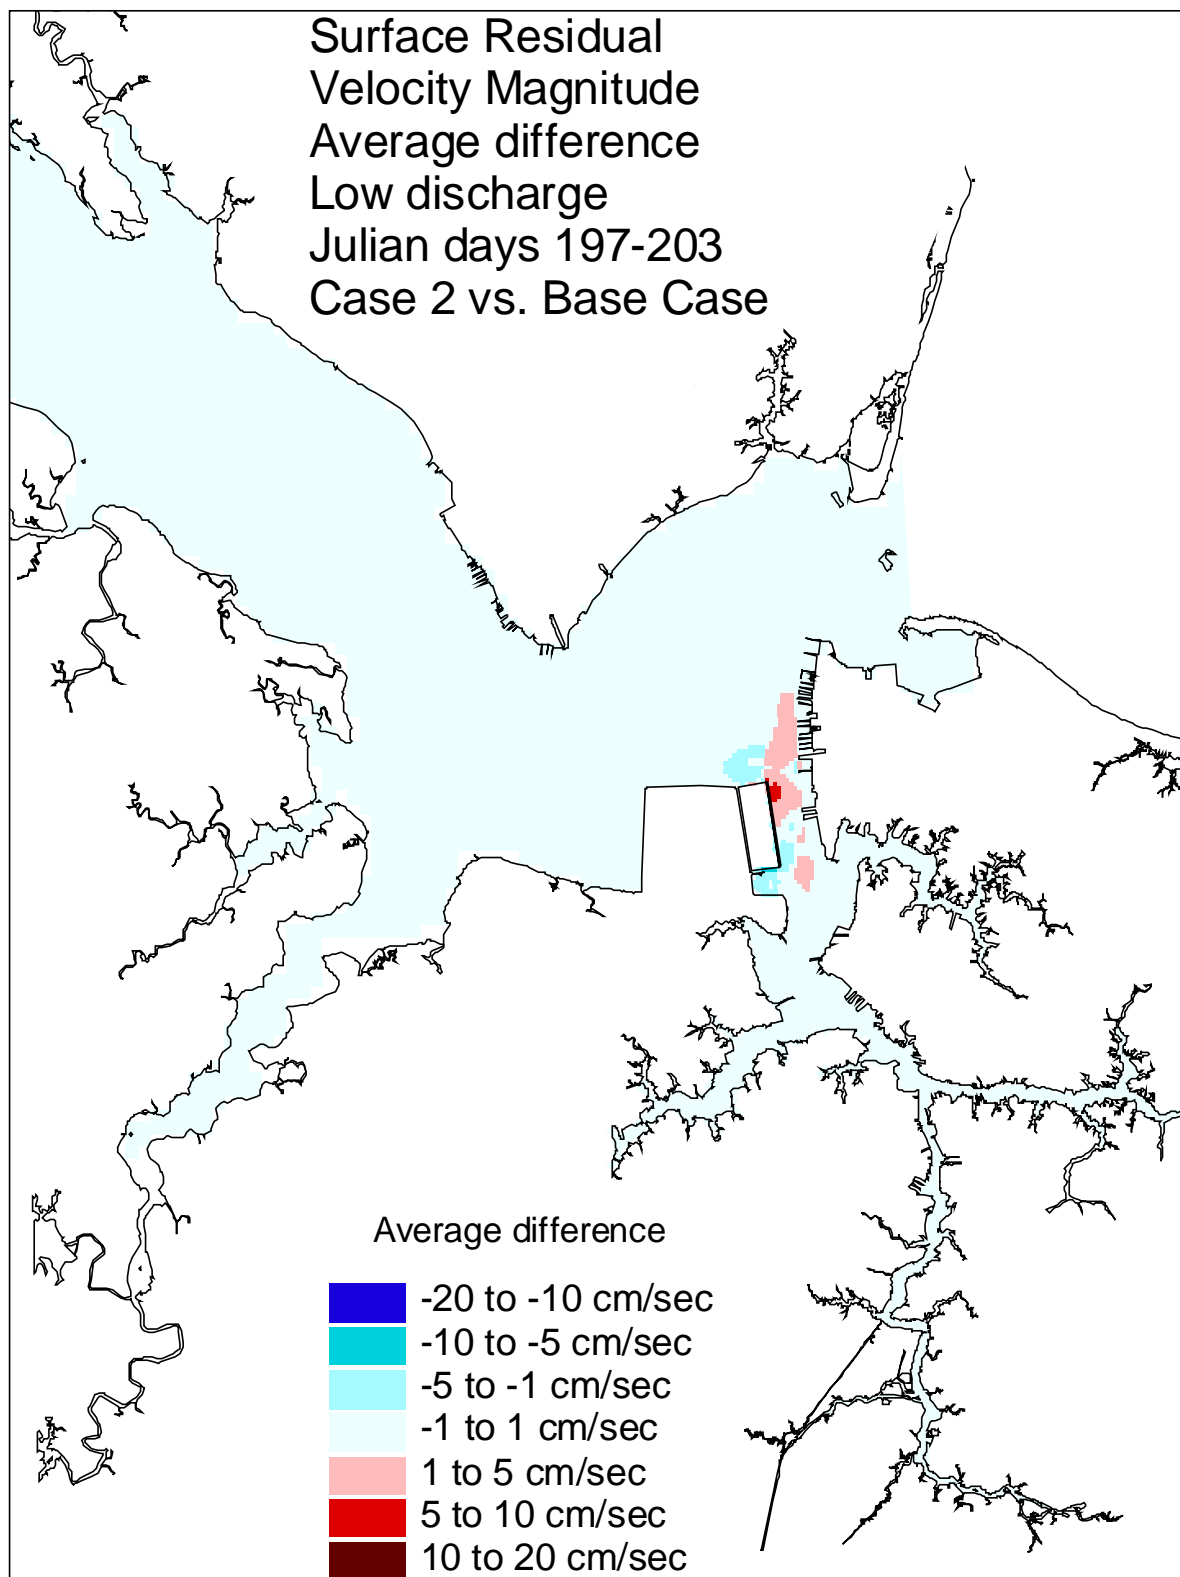 Surface Residual
Velocity Magnitude
Average difference
Low discharge
Julian days 197-203
Case 2 vs. Base Case
Average difference
-20 to -10 cm/sec
-10 to -5 cm/sec
-5 to -1 cm/sec
-1 to 1 cm/sec
1 to 5 cm/sec
5 to 10 cm/sec
10 to 20 cm/sec